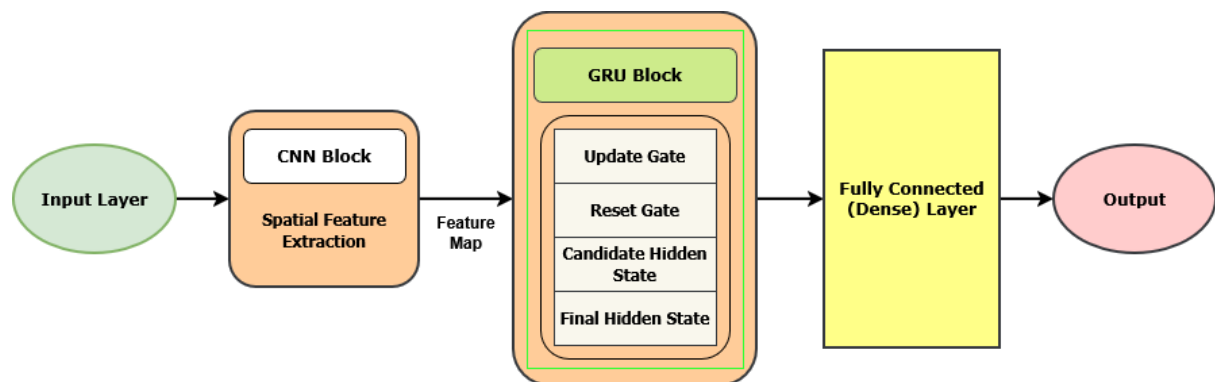 Input Layer
CNN Block
Spatial Feature
Extraction
Feature
Map
GRU Block
Update Gate
Reset Gate
Candidate Hidden
State
Final Hidden State
Fully Connected
(Dense) Layer
Output